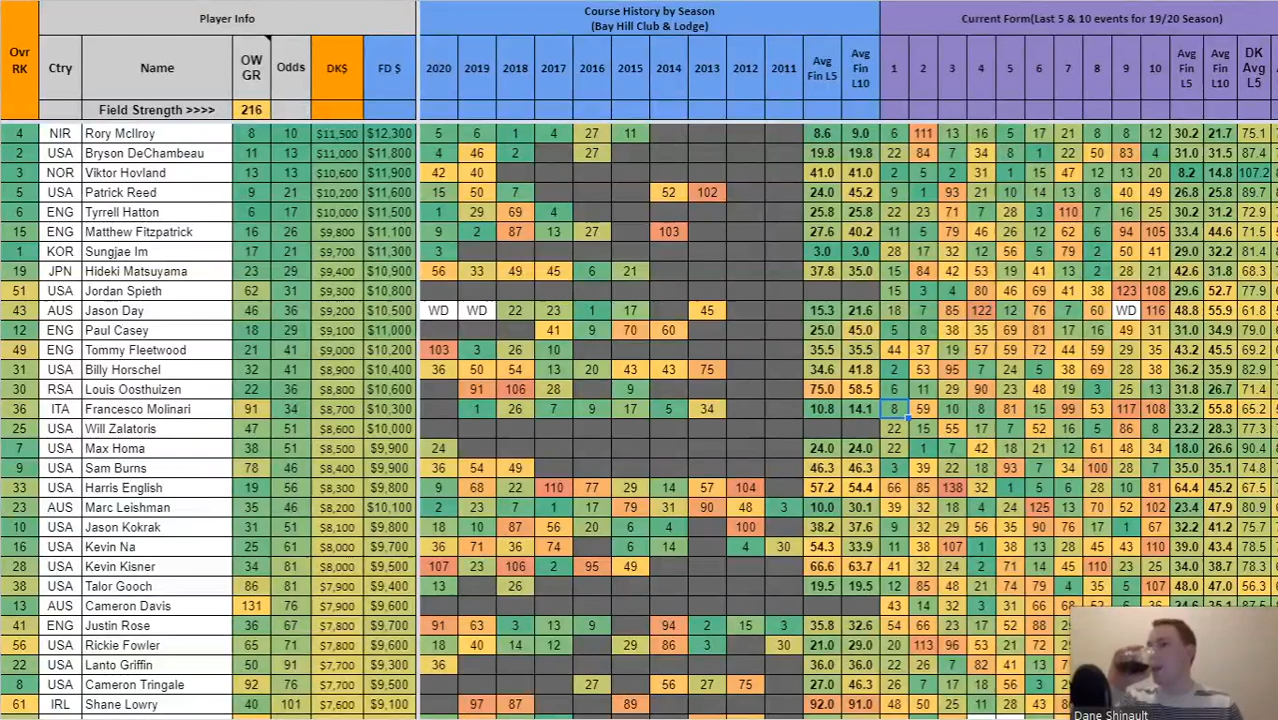 Player Info
Course History by Season
(Bay Hill Club & Lodge)
Current Form(Last 5 & 10 events for 19/20 Season)
Ovr RK Ctry Name OW GR Odds DK$ FD $ 2020 2019 2018 2017 2016 2015 2014 2013 2012 2011 Avg Fin L5 Avg Fin L10 1 2 3 4 5 6 7 8 9 10 Avg Fin L5 Avg Fin L10 DK Avg L5
Field Strength >>>> 216
4 NIR Rory McIlroy 8 10 $11,500 $12,300 5 6 1 4 27 11 8.6 9.0 6 111 13 16 5 17 21 8 8 12 30.2 21.7 75.1
2 USA Bryson DeChambeau 11 13 $11,000 $11,800 4 46 2 27 19.8 19.8 22 84 7 34 8 1 22 50 83 4 31.0 31.5 87.4
3 NOR Viktor Hovland 13 13 $10,600 $11,900 42 40 41.0 41.0 2 5 2 31 1 15 47 12 13 20 8.2 14.8 107.2
5 USA Patrick Reed 9 21 $10,200 $11,600 15 50 7 52 102 24.0 45.2 9 1 93 21 10 14 13 8 40 49 26.8 25.8 89.7
6 ENG Tyrrell Hatton 6 17 $10,000 $11,500 1 29 69 4 25.8 25.8 22 23 71 7 28 3 110 7 16 25 30.2 31.2 72.9
15 ENG Matthew Fitzpatrick 16 26 $9,800 $11,100 9 2 87 13 27 103 27.6 40.2 11 5 79 46 26 12 62 6 94 105 33.4 44.6 71.5
1 KOR Sungjae Im 17 21 $9,700 $11,300 3 3.0 3.0 28 17 32 12 56 5 79 2 50 41 29.0 32.2 81.4
19 JPN Hideki Matsuyama 23 29 $9,400 $10,900 56 33 49 45 6 21 37.8 35.0 15 84 42 53 19 41 13 2 28 21 42.6 31.8 68.3
51 USA Jordan Spieth 62 31 $9,300 $10,800 15 3 4 80 46 69 41 38 123 108 29.6 52.7 77.9
43 AUS Jason Day 46 36 $9,200 $10,500 WD WD 22 23 1 17 45 15.3 21.6 18 7 85 122 12 76 7 60 WD 116 48.8 55.9 61.8
12 ENG Paul Casey 18 29 $9,100 $11,000 41 9 70 60 25.0 45.0 5 8 38 35 69 81 17 16 49 31 31.0 34.9 79.0
49 ENG Tommy Fleetwood 21 41 $9,000 $10,200 103 3 26 10 35.5 35.5 44 37 19 57 59 72 44 59 29 35 43.2 45.5 69.2
31 USA Billy Horschel 32 41 $8,900 $10,400 36 50 54 13 20 43 43 75 34.6 41.8 2 53 95 7 24 5 38 69 28 38 36.2 35.9 82.9
30 RSA Louis Oosthuizen 22 36 $8,800 $10,600 91 106 28 9 75.0 58.5 6 11 29 90 23 48 19 3 25 13 31.8 26.7 71.4
36 ITA Francesco Molinari 91 34 $8,700 $10,300 1 26 7 9 17 5 34 10.8 14.1 8 59 10 8 81 15 99 53 117 108 33.2 55.8 65.2
25 USA Will Zalatoris 47 51 $8,600 $10,000 22 15 55 17 7 52 16 5 86 8 23.2 28.3 77.3
7 USA Max Homa 38 51 $8,500 $9,900 24 24.0 24.0 22 1 7 42 18 21 12 61 48 34 18.0 26.6 90.4
9 USA Sam Burns 78 46 $8,400 $9,900 36 54 49 46.3 46.3 3 39 22 18 93 7 34 100 28 7 35.0 35.1 74.8
33 USA Harris English 19 56 $8,300 $9,800 9 68 22 110 77 29 14 57 104 57.2 54.4 66 85 138 32 1 5 6 28 10 81 64.4 45.2 67.5
23 AUS Marc Leishman 35 46 $8,200 $10,100 2 23 7 1 17 79 31 90 48 3 10.0 30.1 39 32 18 4 24 125 13 70 52 102 23.4 47.9 80.9
10 USA Jason Kokrak 31 51 $8,100 $9,800 18 10 87 56 20 6 4 100 38.2 37.6 9 32 29 56 35 90 76 17 1 67 32.2 41.2 75.7
16 USA Kevin Na 25 61 $8,000 $9,700 36 71 36 74 6 14 4 30 54.3 33.9 11 38 107 1 38 13 28 45 43 110 39.0 43.4 78.5
28 USA Kevin Kisner 34 81 $8,000 $9,500 107 23 107 2 95 49 66.6 63.7 41 32 24 2 71 14 45 110 23 25
38 USA Talor Gooch 86 81 $7,900 $9,400 13 26 19.5 19.5 12 85 48 21 74 79 4 35 5 107 48.0 47.0 56.3
13 AUS Cameron Davis 131 76 $7,900 $9,600 43 14 32 3 31 66
41 ENG Justin Rose 36 67 $7,800 $9,700 91 63 3 13 9 94 2 15 3 35.8 32.6 54 66 23 17 52 88
56 USA Rickie Fowler 65 71 $7,800 $9,600 18 40 14 12 29 86 3 30 21.0 29.0 20 113 96 53 21 72
22 USA Lanto Griffin 50 91 $7,700 $9,300 36 36.0 36.0 22 26 7 82 41 13
8 USA Cameron Tringale 92 76 $7,700 $9,500 27 56 27 75 27.0 46.3 26 7 17 18 56 3
61 IRL Shane Lowry 40 101 $7,600 $9,100 97 87 89 92.0 91.0 48 50 25 11 28 43
Dane Shinault